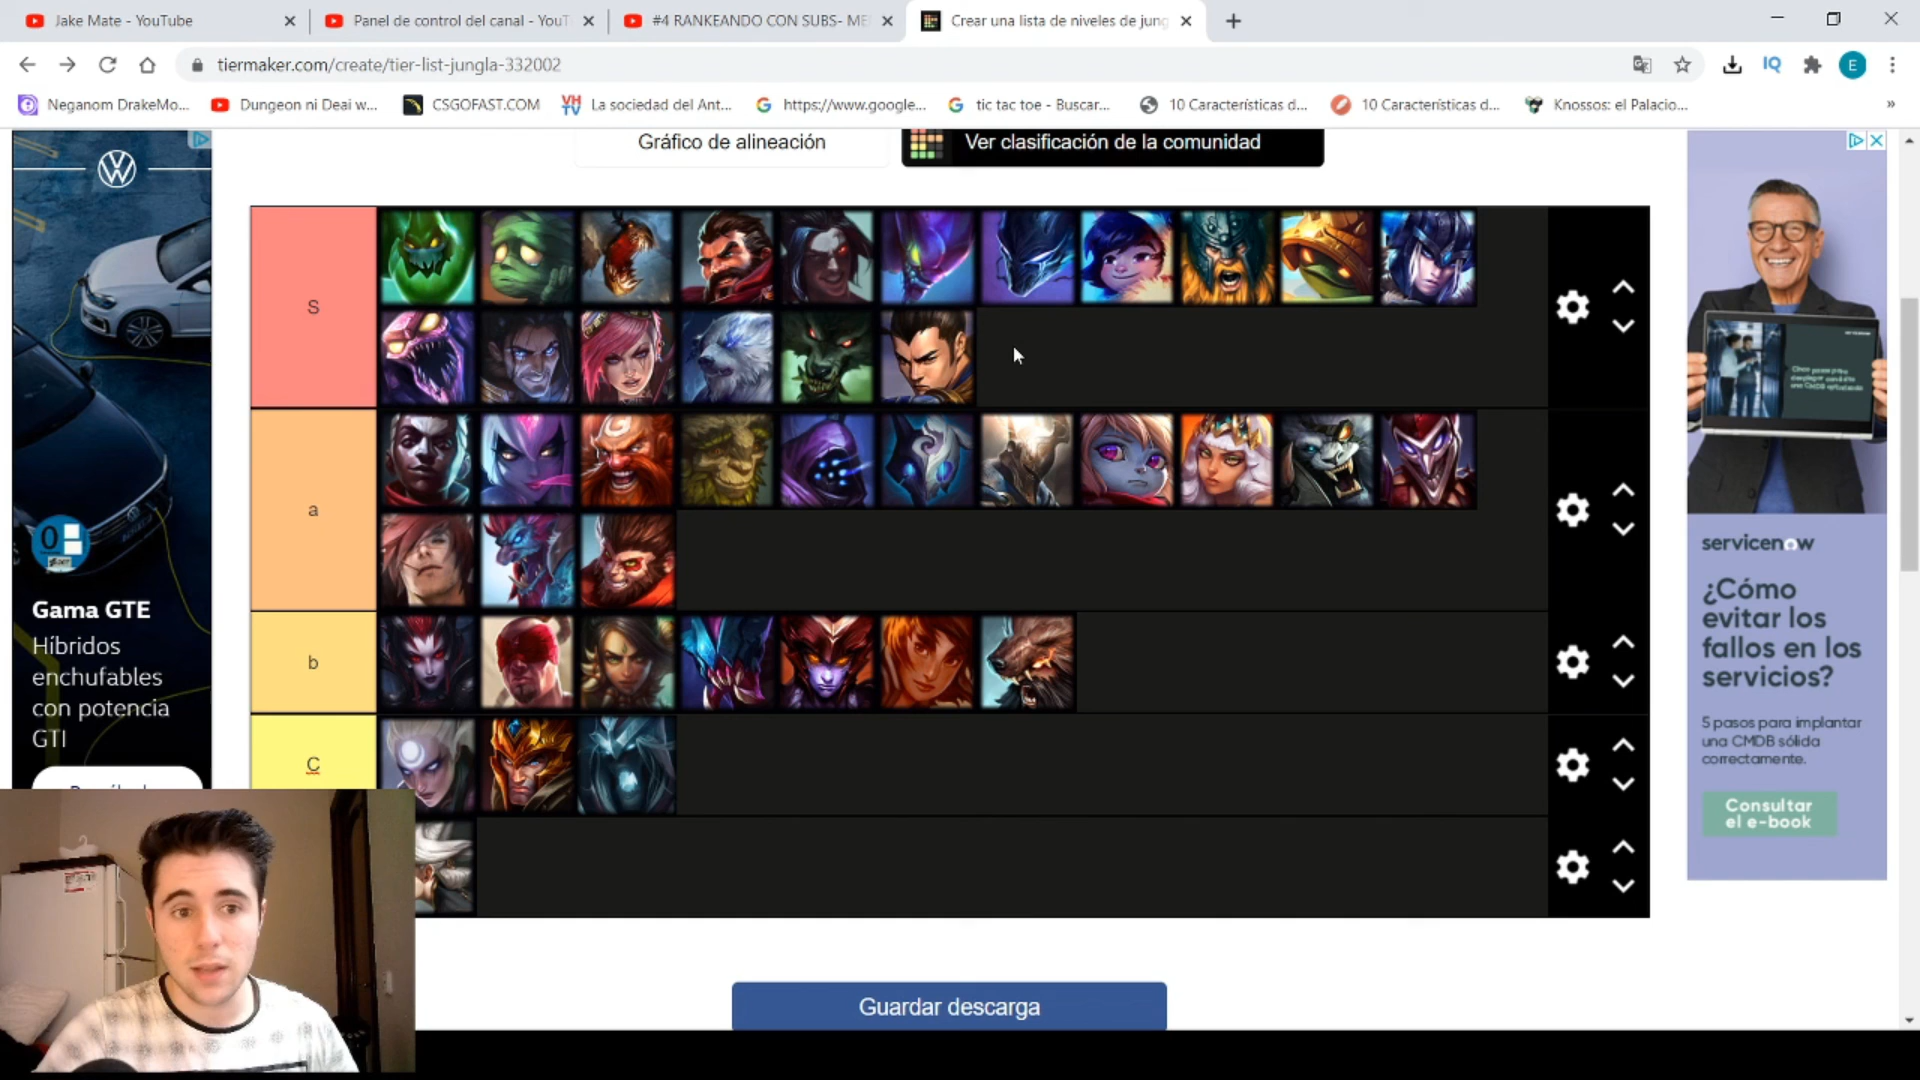 Jake Mate - YouTube
Panel de control del canal - YouT
#4 RANKEANDO CON SUBS- ME
Crear una lista de niveles de jung
tiermaker.com/create/tier-list-jungla-332002
IQ
E
Neganom DrakeMo...
Dungeon ni Deai w...
CSGOFAST.COM
VH
TV
La sociedad del Ant...
https://www.google...
tic tac toe - Buscar...
10 Características d...
10 Características d...
Knossos: el Palacio...
»
Gráfico de alineación
Ver clasificación de la comunidad
S
a
b
C
Guardar descarga
0
Gama GTE
Híbridos
enchufables
con potencia
GTI
servicenow
¿Cómo
evitar los
fallos en los
servicios?
5 pasos para implantar
una CMDB sólida
correctamente.
Consultar
el e-book